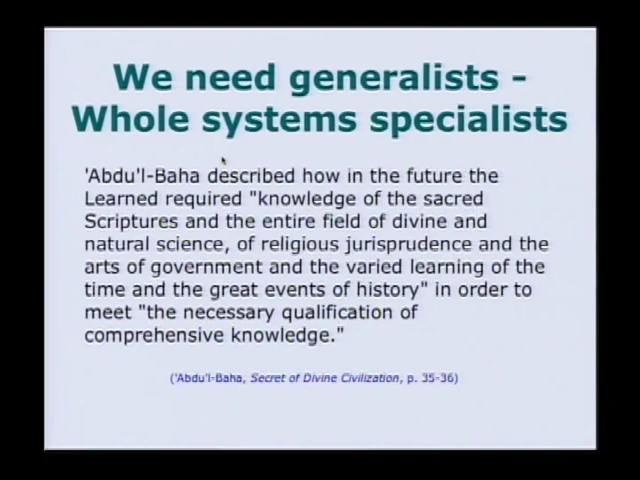 We need generalists -
Whole systems specialists
'Abdu'l-Baha described how in the future the
Learned required "knowledge of the sacred
Scriptures and the entire field of divine and
natural science, of religious jurisprudence and the
arts of government and the varied learning of the
time and the great events of history" in order to
meet "the necessary qualification of
comprehensive knowledge."
('Abdu'l-Baha, Secret of Divine Civilization, p. 35-36)